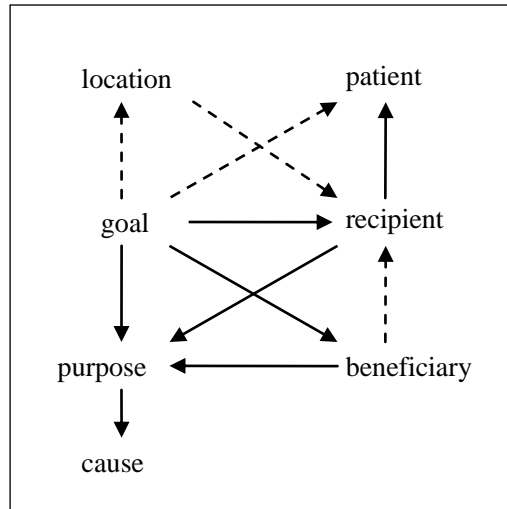 location patient
goal recipient
purpose beneficiary
cause